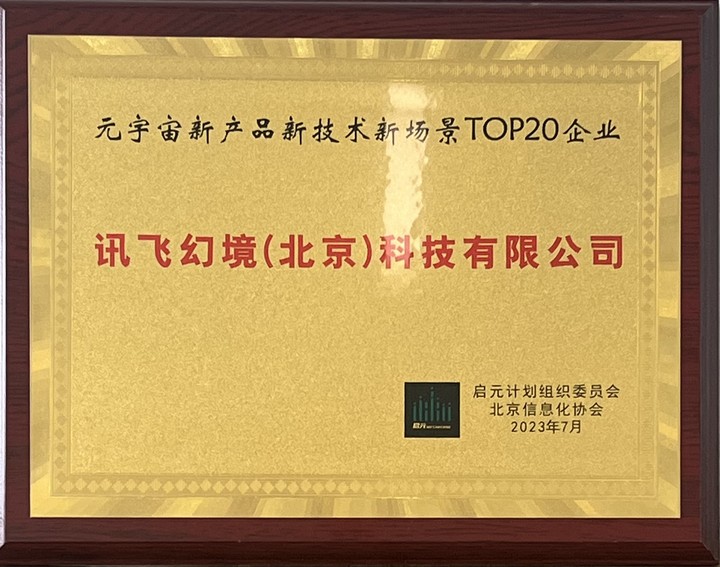 元宇宙新产品新技术新场景TOP20企业
讯飞幻境(北京)科技有限公司
启元
启元计划组织委员会
北京信息化协会
2023年7月